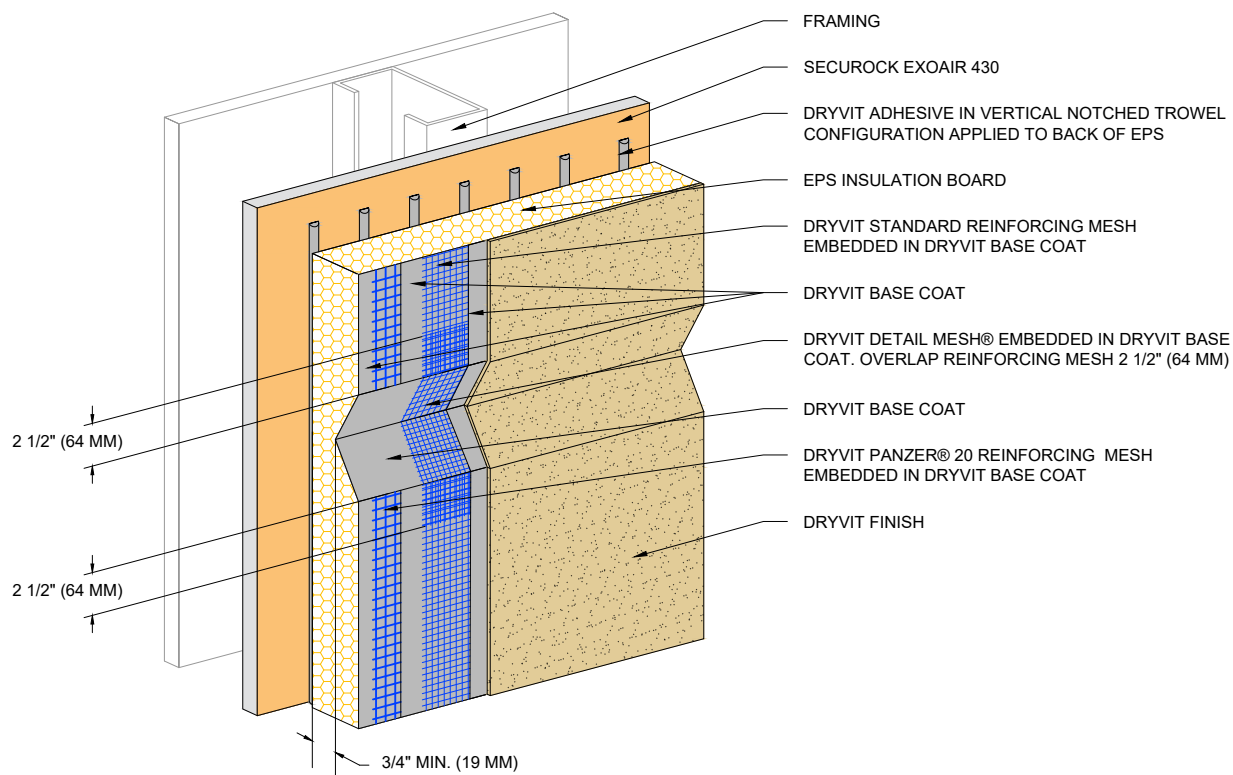 FRAMING
SECUROCK EXOAIR 430
DRYVIT ADHESIVE IN VERTICAL NOTCHED TROWEL
CONFIGURATION APPLIED TO BACK OF EPS
EPS INSULATION BOARD
DRYVIT STANDARD REINFORCING MESH
EMBEDDED IN DRYVIT BASE COAT
DRYVIT BASE COAT
DRYVIT DETAIL MESH® EMBEDDED IN DRYVIT BASE
COAT. OVERLAP REINFORCING MESH 2 1/2" (64 MM)
DRYVIT BASE COAT
DRYVIT PANZER® 20 REINFORCING MESH
EMBEDDED IN DRYVIT BASE COAT
DRYVIT FINISH
2 1/2" (64 MM)
2 1/2" (64 MM)
3/4" MIN. (19 MM)